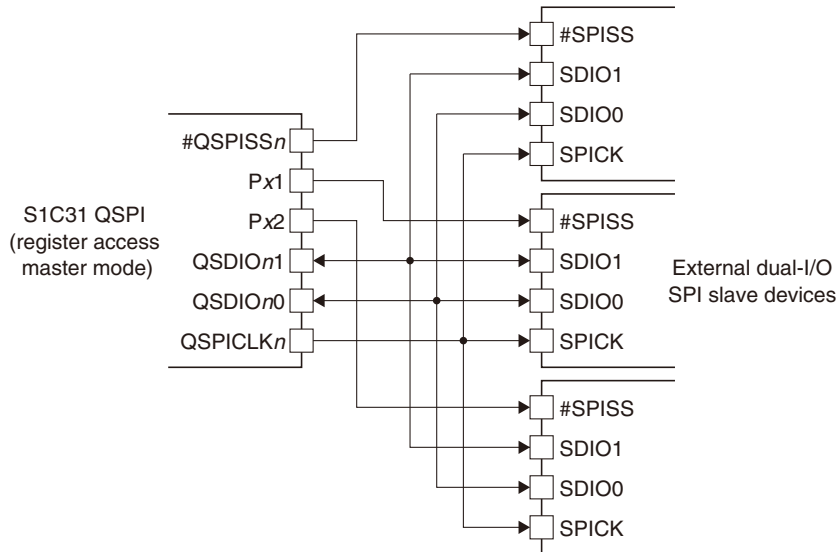 S1C31 QSPI
(register access
master mode)
#QSPISSn
Px1
Px2
QSDIOn1
QSDIOn0
QSPICLKn
#SPISS
SDIO1
SDIO0
SPICK
#SPISS
SDIO1
SDIO0
SPICK
#SPISS
SDIO1
SDIO0
SPICK
External dual-I/O
SPI slave devices